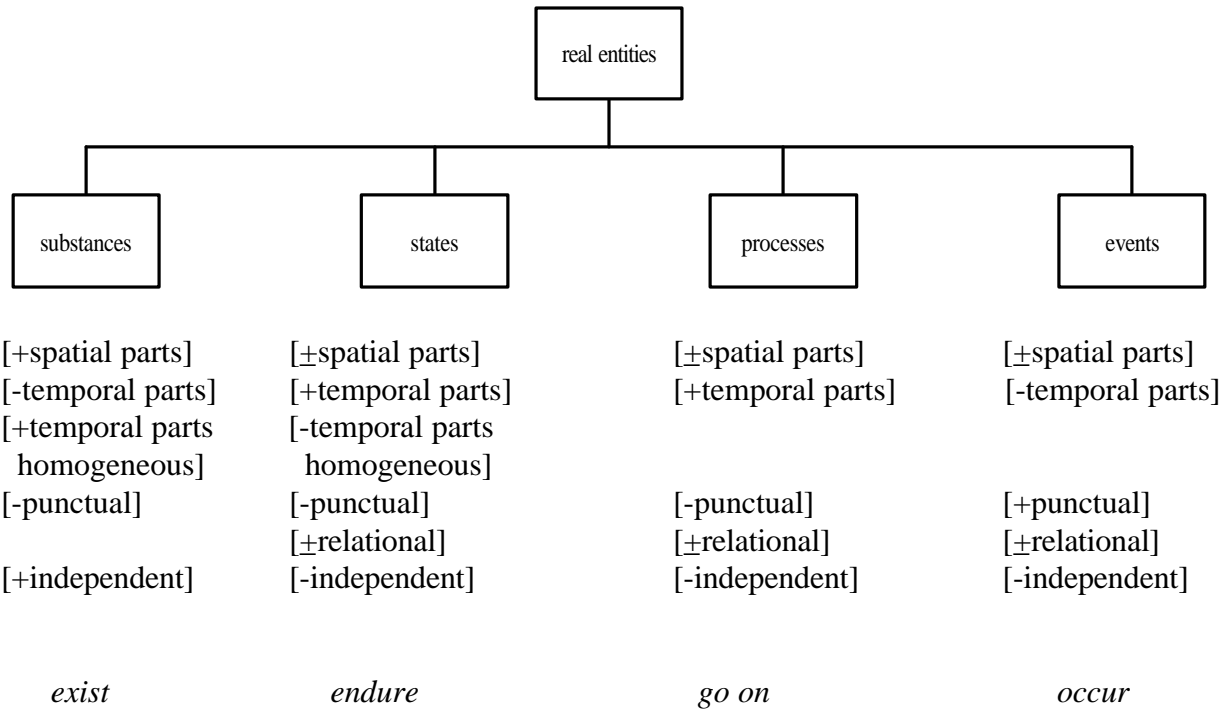 real entities
substances states processes events
[+spatial parts] [±spatial parts] [±spatial parts] [±spatial parts]
[-temporal parts] [+temporal parts] [+temporal parts] [-temporal parts]
[+temporal parts [-temporal parts
homogeneous] homogeneous]
[-punctual] [-punctual] [-punctual] [+punctual]
[±relational] [±relational] [±relational]
[+independent] [-independent] [-independent] [-independent]
exist endure go on occur